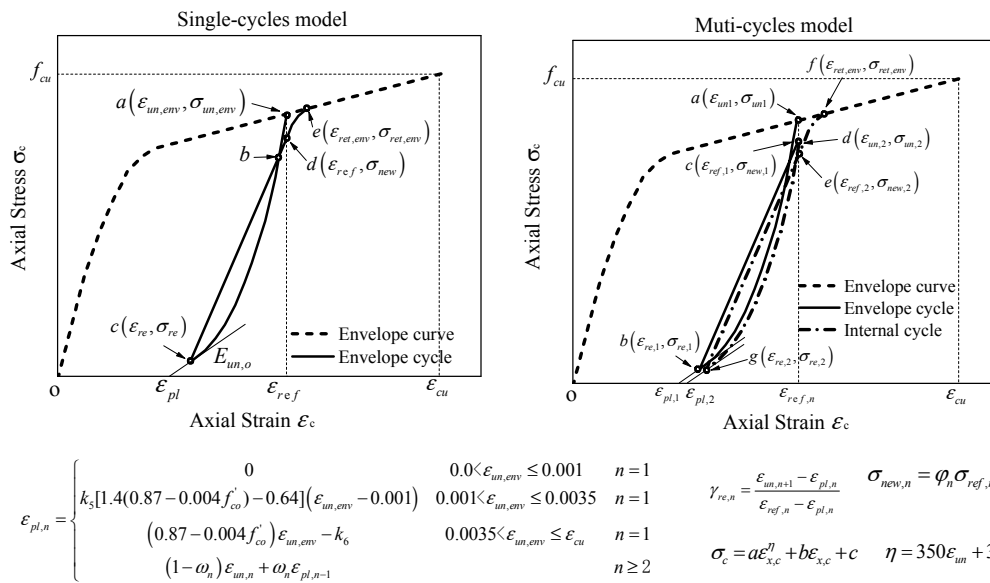 Single-cycles model
f_cu
a(ε_un,env, σ_un,env)
e(ε_ret,env, σ_ret,env)
b
d(ε_ref, σ_new)
c(ε_re, σ_re)
E_un,o
Envelope curve
Envelope cycle
Axial Stress σ_c
o
ε_pl
ε_ref
ε_cu
Axial Strain ε_c
Muti-cycles model
f_cu
f(ε_ret,env, σ_ret,env)
a(ε_un1, σ_un1)
d(ε_un,2, σ_un,2)
c(ε_ref,1, σ_new,1)
e(ε_ref,2, σ_new,2)
Envelope curve
Envelope cycle
Internal cycle
b(ε_re,1, σ_re,1)
g(ε_re,2, σ_re,2)
Axial Stress σ_c
o
ε_pl,1
ε_pl,2
ε_ref,n
ε_cu
Axial Strain ε_c
ε_pl,n = {
0 0.0<ε_un,env ≤ 0.001 n = 1
k_5[1.4(0.87 − 0.004 f'_co) − 0.64](ε_un,env − 0.001) 0.001<ε_un,env ≤ 0.0035 n = 1
(0.87 − 0.004 f'_co) ε_un,env − k_6 0.0035<ε_un,env ≤ ε_cu n = 1
(1 − ω_n) ε_un,n + ω_n ε_pl,n−1 n ≥ 2
γ_re,n = (ε_un,n+1 − ε_pl,n) / (ε_ref,n − ε_pl,n)
σ_new,n = φ_n σ_ref,
σ_c = aε^η_x,c + bε_x,c + c
η = 350ε_un + 3